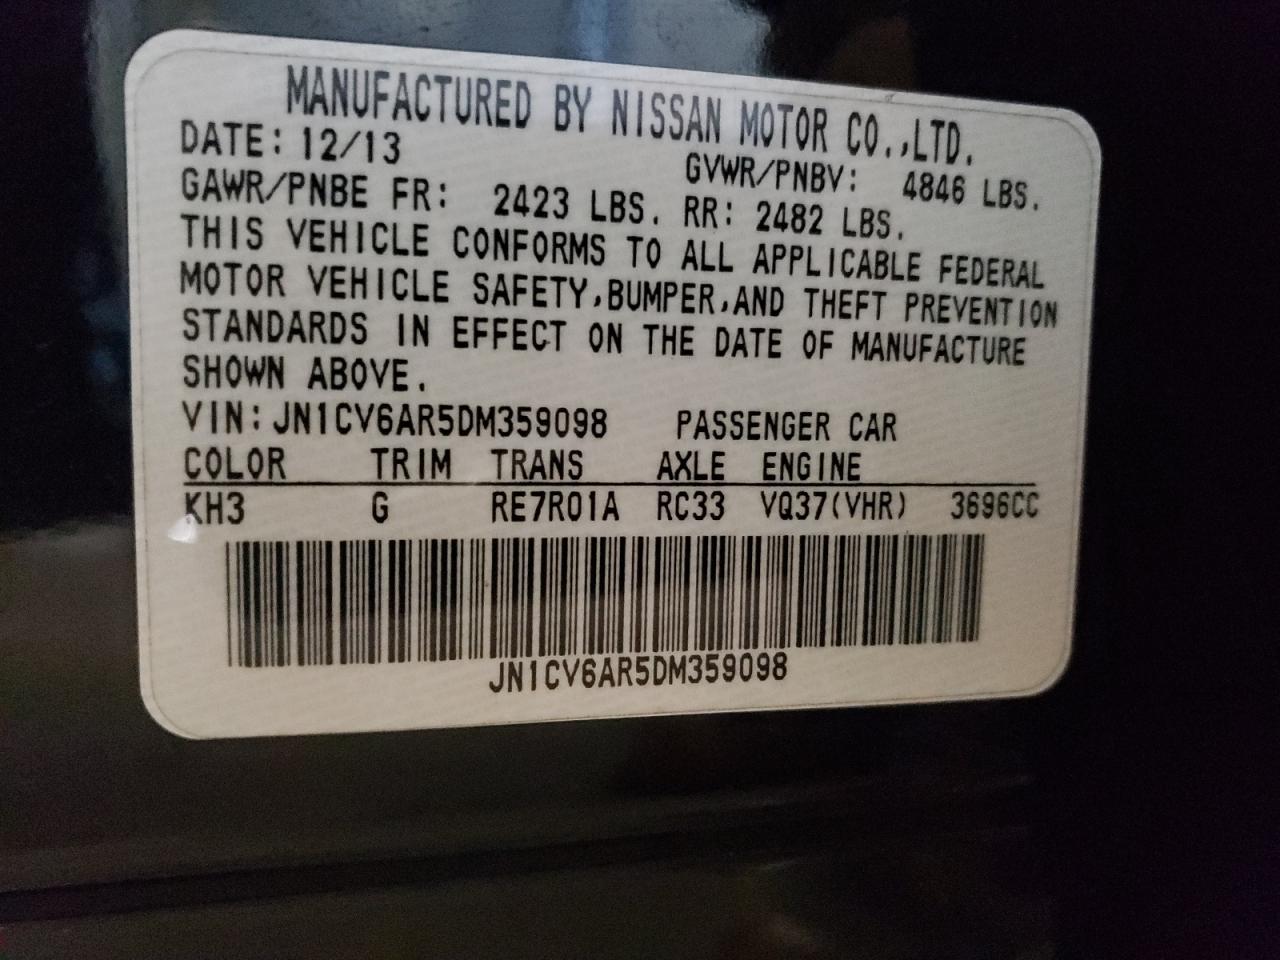 MANUFACTURED BY NISSAN MOTOR CO.,LTD.
DATE: 12/13 GVWR/PNBV: 4846 LBS.
GAWR/PNBE FR: 2423 LBS. RR: 2482 LBS.
THIS VEHICLE CONFORMS TO ALL APPLICABLE FEDERAL
MOTOR VEHICLE SAFETY,BUMPER,AND THEFT PREVENTION
STANDARDS IN EFFECT ON THE DATE OF MANUFACTURE
SHOWN ABOVE.
VIN:JN1CV6AR5DM359098 PASSENGER CAR
COLOR TRIM TRANS AXLE ENGINE
KH3 G RE7R01A RC33 VQ37(VHR) 3696CC
JN1CV6AR5DM359098